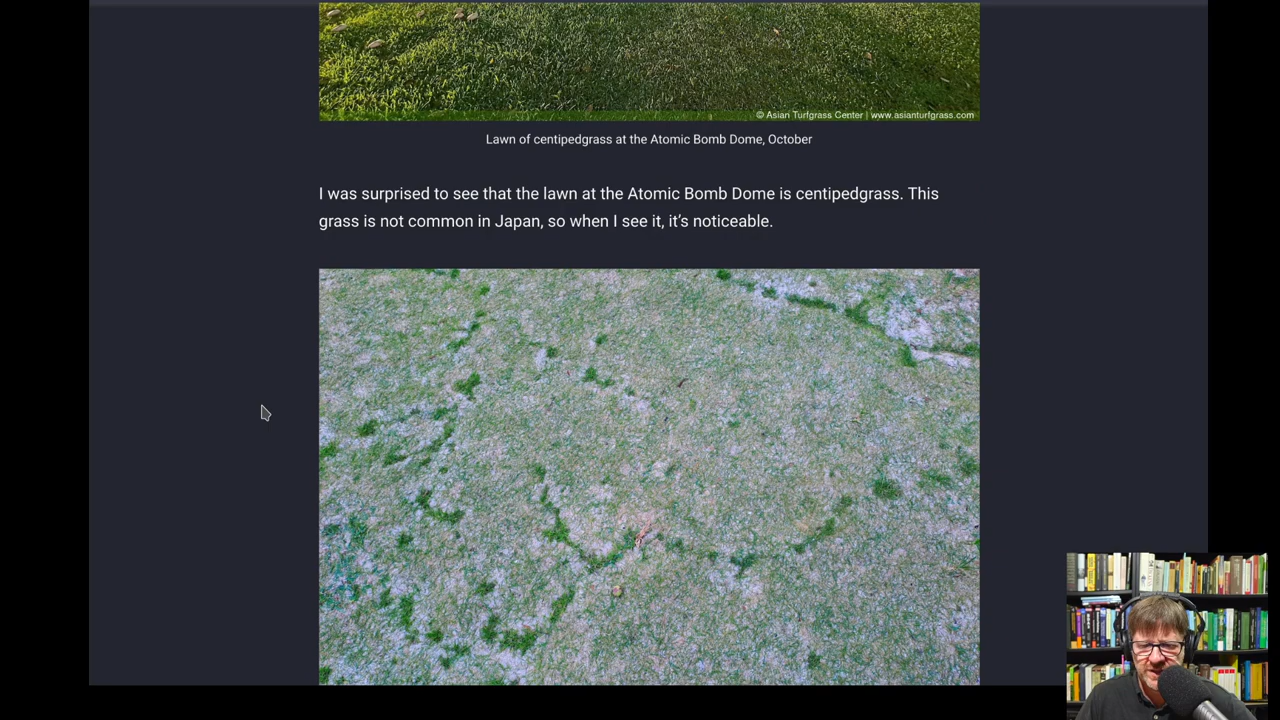 © Asian Turfgrass Center | www.asianturfgrass.com
Lawn of centipedgrass at the Atomic Bomb Dome, October
I was surprised to see that the lawn at the Atomic Bomb Dome is centipedgrass. This
grass is not common in Japan, so when I see it, it’s noticeable.